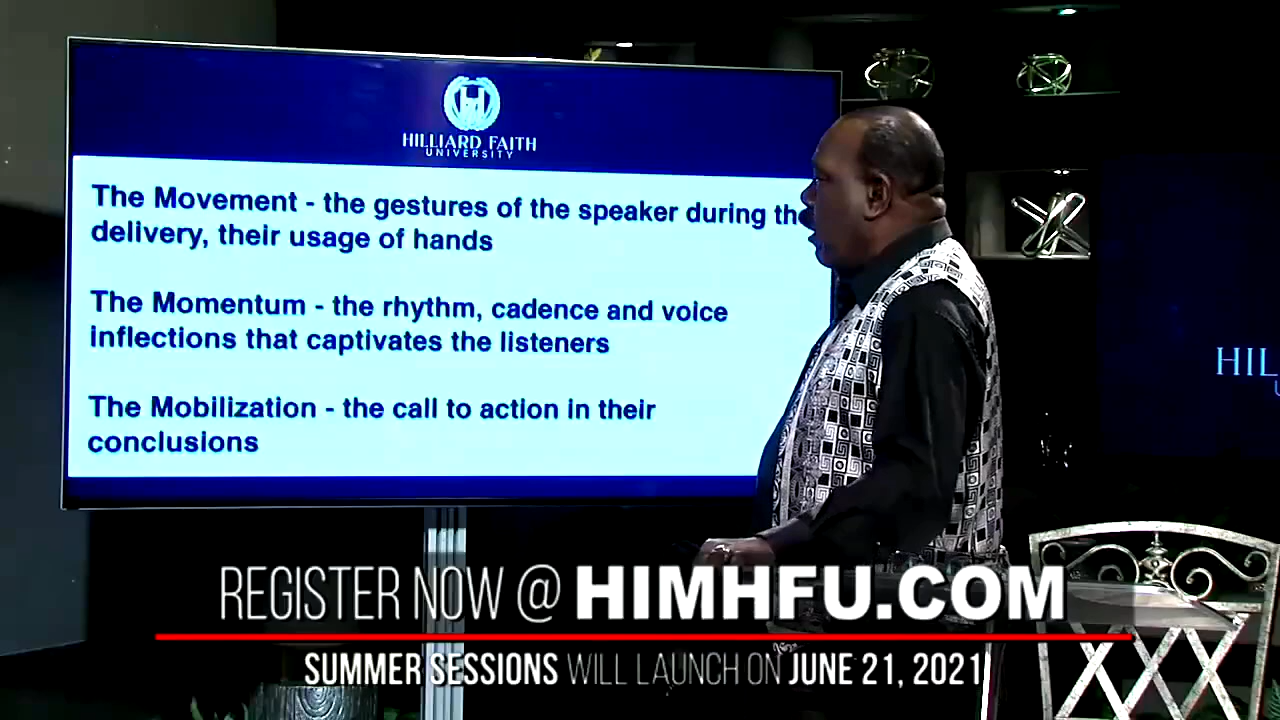 HILLIARD FAITH
UNIVERSITY
The Movement - the gestures of the speaker during the
delivery, their usage of hands
The Momentum - the rhythm, cadence and voice
inflections that captivates the listeners
The Mobilization - the call to action in their
conclusions
HIL
REGISTER NOW @ HIMHFU.COM
SUMMER SESSIONS WILL LAUNCH ON JUNE 21, 2021